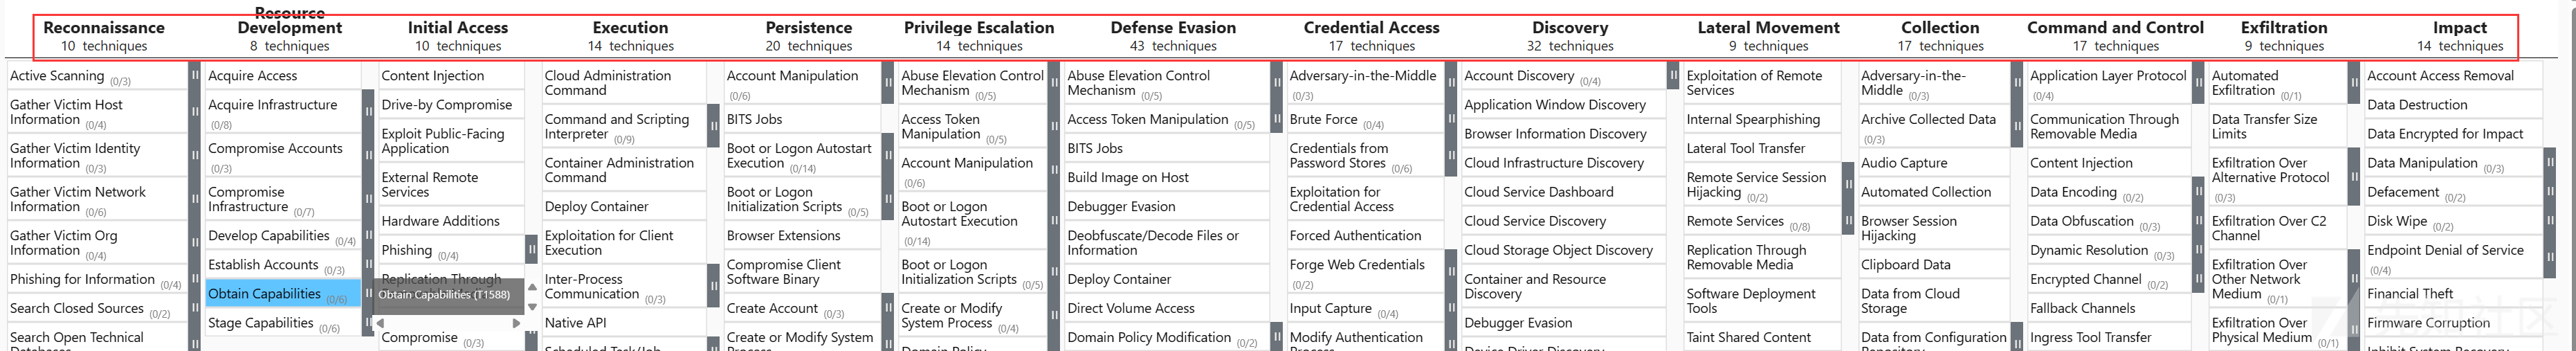 Reconnaissance
10 techniques
Active Scanning (0/3)
Gather Victim Host
Information (0/4)
Gather Victim Identity
Information (0/3)
Gather Victim Network
Information (0/6)
Gather Victim Org
Information (0/4)
Phishing for Information (0/4)
Search Closed Sources (0/2)
Search Open Technical
Databases
Resource
Development
8 techniques
Acquire Access
Acquire Infrastructure
(0/8)
Compromise Accounts
(0/3)
Compromise
Infrastructure (0/7)
Develop Capabilities (0/4)
Establish Accounts (0/3)
Obtain Capabilities (0/6)
Stage Capabilities (0/6)
Initial Access
10 techniques
Content Injection
Drive-by Compromise
Exploit Public-Facing
Application
External Remote
Services
Hardware Additions
Phishing (0/4)
Replication Through
Obtain Capabilities (T1588)
Compromise (0/3)
Execution
14 techniques
Cloud Administration
Command
Command and Scripting
Interpreter (0/9)
Container Administration
Command
Deploy Container
Exploitation for Client
Execution
Inter-Process
Communication (0/3)
Native API
Scheduled Task/Job
Persistence
20 techniques
Account Manipulation
(0/6)
BITS Jobs
Boot or Logon Autostart
Execution (0/14)
Boot or Logon
Initialization Scripts (0/5)
Browser Extensions
Compromise Client
Software Binary
Create Account (0/3)
Create or Modify System
Process
Privilege Escalation
14 techniques
Abuse Elevation Control
Mechanism (0/5)
Access Token
Manipulation (0/5)
Account Manipulation
(0/6)
Boot or Logon
Autostart Execution
(0/14)
Boot or Logon
Initialization Scripts (0/5)
Create or Modify
System Process (0/4)
Domain Policy
Defense Evasion
43 techniques
Abuse Elevation Control
Mechanism (0/5)
Access Token Manipulation (0/5)
BITS Jobs
Build Image on Host
Debugger Evasion
Deobfuscate/Decode Files or
Information
Deploy Container
Direct Volume Access
Domain Policy Modification (0/2)
Credential Access
17 techniques
Adversary-in-the-Middle
(0/3)
Brute Force (0/4)
Credentials from
Password Stores (0/6)
Exploitation for
Credential Access
Forced Authentication
Forge Web Credentials
(0/2)
Input Capture (0/4)
Modify Authentication
Process
Discovery
32 techniques
Account Discovery (0/4)
Application Window Discovery
Browser Information Discovery
Cloud Infrastructure Discovery
Cloud Service Dashboard
Cloud Service Discovery
Cloud Storage Object Discovery
Container and Resource
Discovery
Debugger Evasion
Device Driver Discovery
Lateral Movement
9 techniques
Exploitation of Remote
Services
Internal Spearphishing
Lateral Tool Transfer
Remote Service Session
Hijacking (0/2)
Remote Services (0/8)
Replication Through
Removable Media
Software Deployment
Tools
Taint Shared Content
Collection
17 techniques
Adversary-in-the-
Middle (0/3)
Archive Collected Data
(0/3)
Audio Capture
Automated Collection
Browser Session
Hijacking
Clipboard Data
Data from Cloud
Storage
Data from Configuration
Repository
Command and Control
17 techniques
Application Layer Protocol
(0/4)
Communication Through
Removable Media
Content Injection
Data Encoding (0/2)
Data Obfuscation (0/3)
Dynamic Resolution (0/3)
Encrypted Channel (0/2)
Fallback Channels
Ingress Tool Transfer
Exfiltration
9 techniques
Automated
Exfiltration (0/1)
Data Transfer Size
Limits
Exfiltration Over
Alternative Protocol
(0/3)
Exfiltration Over C2
Channel
Exfiltration Over
Other Network
Medium (0/1)
Exfiltration Over
Physical Medium (0/1)
Impact
14 techniques
Account Access Removal
Data Destruction
Data Encrypted for Impact
Data Manipulation (0/3)
Defacement (0/2)
Disk Wipe (0/2)
Endpoint Denial of Service
(0/4)
Financial Theft
Firmware Corruption
Inhibit System Recovery